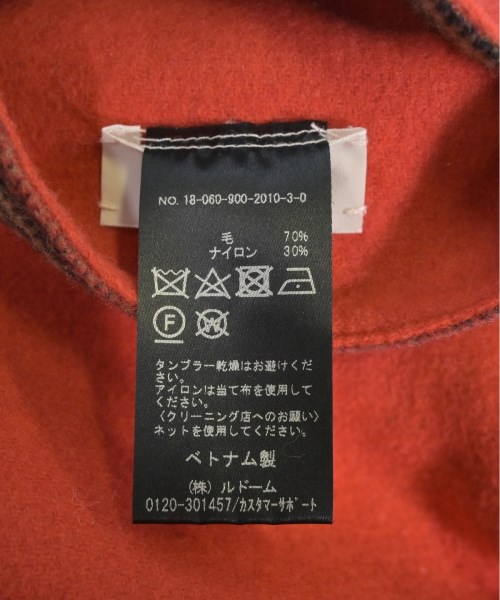 NO. 18-060-900-2010-3-0
毛 70%
ナイロン 30%
F W
タンブラー乾燥はお避けくだ
さい。
アイロンは当て布を使用して
ください。
〈クリーニング店へのお願い〉
ネットを使用してください。
ベトナム製
(株) ルドーム
0120-301457/カスタマーサポート